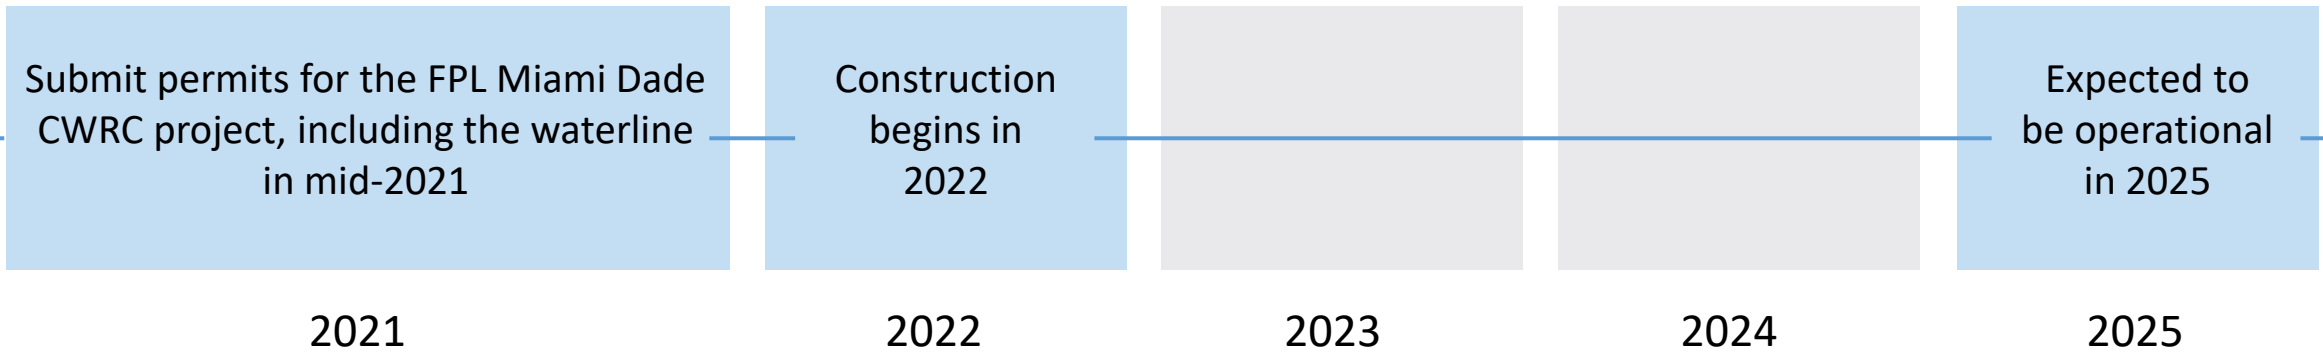 Submit permits for the FPL Miami Dade
CWRC project, including the waterline
in mid-2021
Construction
begins in
2022
Expected to
be operational
in 2025
2021
2022
2023
2024
2025